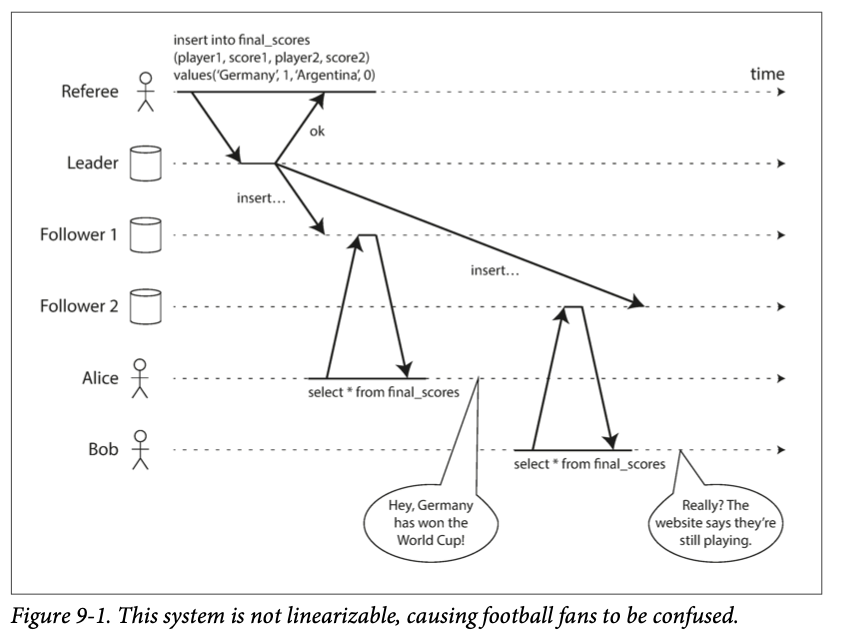 insert into final_scores
(player1, score1, player2, score2)
values(‘Germany’, 1, ‘Argentina’, 0)
time
Referee
ok
Leader
insert…
Follower 1
insert…
Follower 2
Alice
select * from final_scores
Bob
select * from final_scores
Hey, Germany
has won the
World Cup!
Really? The
website says they’re
still playing.
Figure 9-1. This system is not linearizable, causing football fans to be confused.